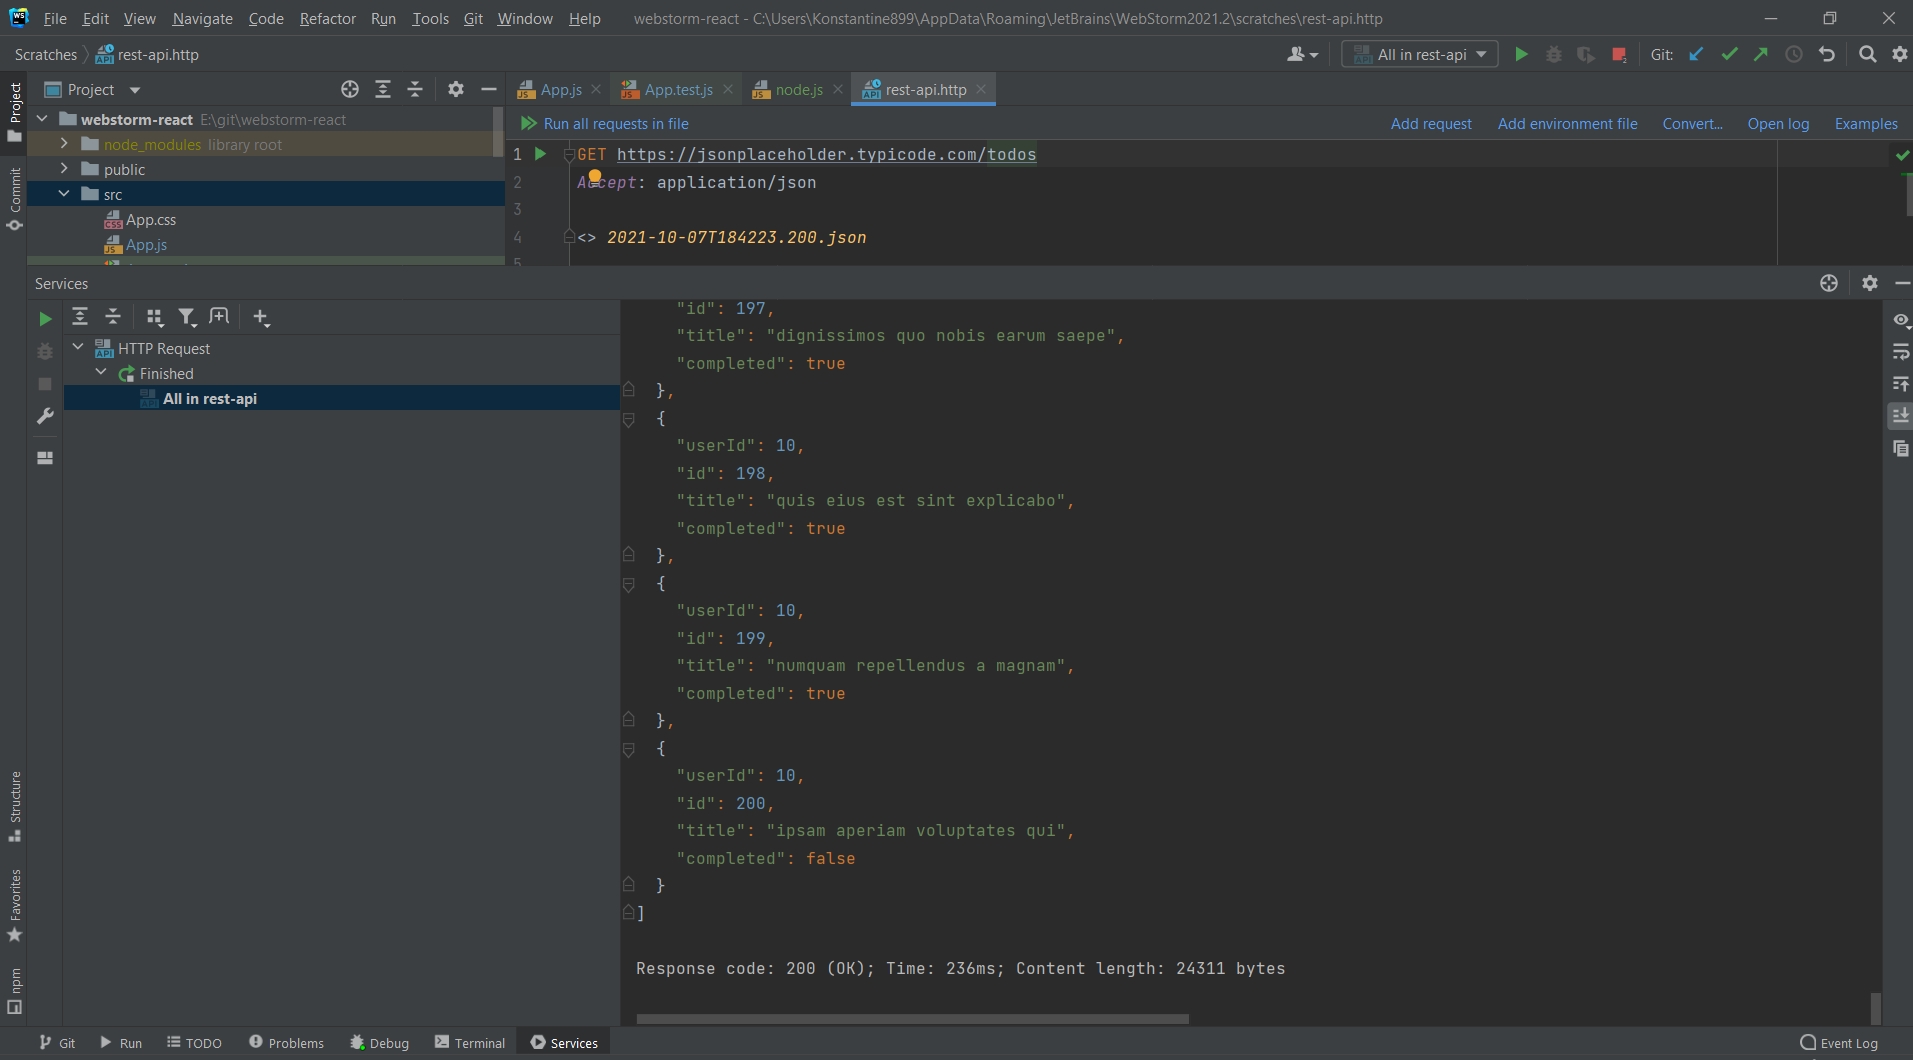 File Edit View Navigate Code Refactor Run Tools Git Window Help webstorm-react - C:\Users\Konstantine899\AppData\Roaming\JetBrains\WebStorm2021.2\scratches\rest-api.http
Scratches rest-api.http All in rest-api Git:
Project App.js App.test.js node.js rest-api.http
webstorm-react E:\git\webstorm-react
Run all requests in file Add request Add environment file Convert... Open log Examples
node_modules library root
public
src
App.css
App.js
1 GET https://jsonplaceholder.typicode.com/todos
2 Accept: application/json
3
4 <> 2021-10-07T184223.200.json
5
Project
Commit
Structure
Favorites
npm
Services
HTTP Request
Finished
All in rest-api
"id": 197,
"title": "dignissimos quo nobis earum saepe",
"completed": true
},
{
"userId": 10,
"id": 198,
"title": "quis eius est sint explicabo",
"completed": true
},
{
"userId": 10,
"id": 199,
"title": "numquam repellendus a magnam",
"completed": true
},
{
"userId": 10,
"id": 200,
"title": "ipsam aperiam voluptates qui",
"completed": false
}
]
Response code: 200 (OK); Time: 236ms; Content length: 24311 bytes
Git Run TODO Problems Debug Terminal Services Event Log